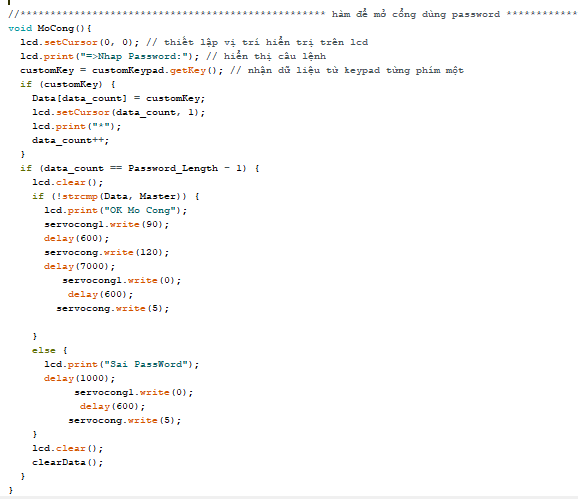 //*************************************************** hàm để mở cổng dùng password ************
void MoCong(){
lcd.setCursor(0, 0); // thiết lập vị trí hiển trị trên lcd
lcd.print("=>Nhap Password:"); // hiển thị câu lệnh
customKey = customKeypad.getKey(); // nhận dữ liệu từ keypad từng phím một
if (customKey) {
Data[data_count] = customKey;
lcd.setCursor(data_count, 1);
lcd.print("*");
data_count++;
}
if (data_count == Password_Length - 1) {
lcd.clear();
if (!strcmp(Data, Master)) {
lcd.print("OK Mo Cong");
servocong1.write(90);
delay(600);
servocong.write(120);
delay(7000);
servocong1.write(0);
delay(600);
servocong.write(5);
}
else {
lcd.print("Sai PassWord");
delay(1000);
servocong1.write(0);
delay(600);
servocong.write(5);
}
lcd.clear();
clearData();
}
}